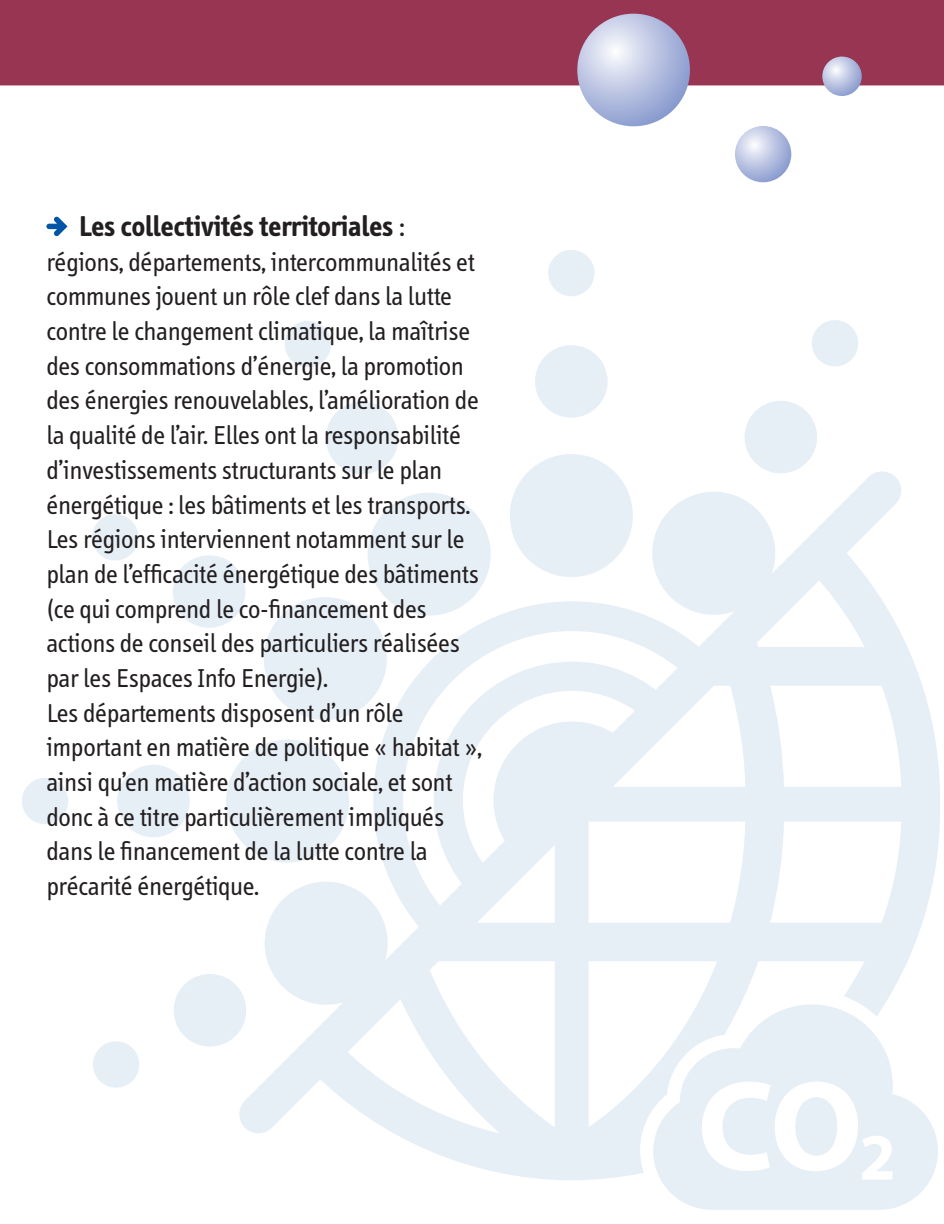 ➔ Les collectivités territoriales :
régions, départements, intercommunalités et
communes jouent un rôle clef dans la lutte
contre le changement climatique, la maîtrise
des consommations d’énergie, la promotion
des énergies renouvelables, l’amélioration de
la qualité de l’air. Elles ont la responsabilité
d’investissements structurants sur le plan
énergétique : les bâtiments et les transports.
Les régions interviennent notamment sur le
plan de l’efficacité énergétique des bâtiments
(ce qui comprend le co-financement des
actions de conseil des particuliers réalisées
par les Espaces Info Energie).
Les départements disposent d’un rôle
important en matière de politique « habitat »,
ainsi qu’en matière d’action sociale, et sont
donc à ce titre particulièrement impliqués
dans le financement de la lutte contre la
précarité énergétique.
CO2